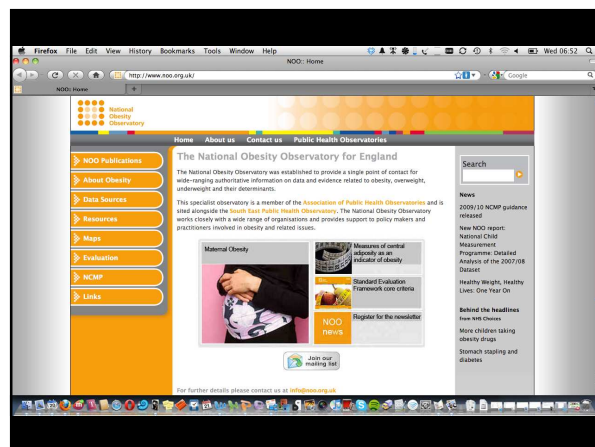 Firefox File Edit View History Bookmarks Tools Window Help
Wed 06:52
NOO:: Home
http://www.noo.org.uk/
Google
NOO:: Home
National
Obesity
Observatory
Home About us Contact us Public Health Observatories
NOO Publications
About Obesity
Data Sources
Resources
Maps
Evaluation
NCMP
Links
The National Obesity Observatory for England
The National Obesity Observatory was established to provide a single point of contact for
wide-ranging authoritative information on data and evidence related to obesity, overweight,
underweight and their determinants.
This specialist observatory is a member of the Association of Public Health Observatories and is
sited alongside the South East Public Health Observatory. The National Obesity Observatory
works closely with a wide range of organisations and provides support to policy makers and
practitioners involved in obesity and related issues.
Maternal Obesity
Measures of central
adiposity as an
indicator of obesity
Standard Evaluation
Framework core criteria
NOO
news
Register for the newsletter
Join our
mailing list
For further details please contact us at info@noo.org.uk
Search
News
2009/10 NCMP guidance
released
New NOO report:
National Child
Measurement
Programme: Detailed
Analysis of the 2007/08
Dataset
Healthy Weight, Healthy
Lives: One Year On
Behind the headlines
from NHS Choices
More children taking
obesity drugs
Stomach stapling and
diabetes